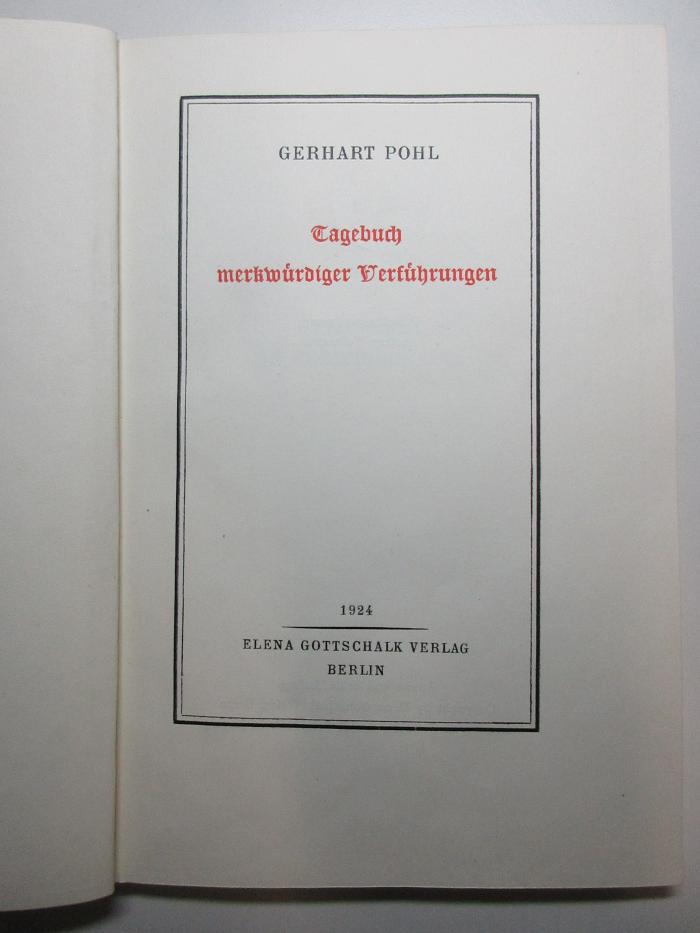 GERHART POHL
Tagebuch
merkwürdiger Verführungen
1924
ELENA GOTTSCHALK VERLAG
BERLIN